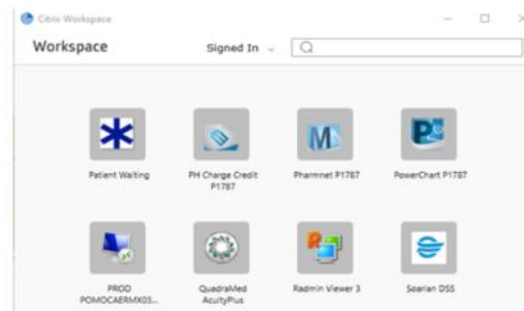 Citrix Workspace
Workspace
Signed In
Patient Waiting
PH Charge Credit
P1787
Pharmnet P1787
PowerChart P1787
PROD
POMOCAERMX03...
QuadraMed
AcuityPlus
Radmin Viewer 3
Soarian DSS